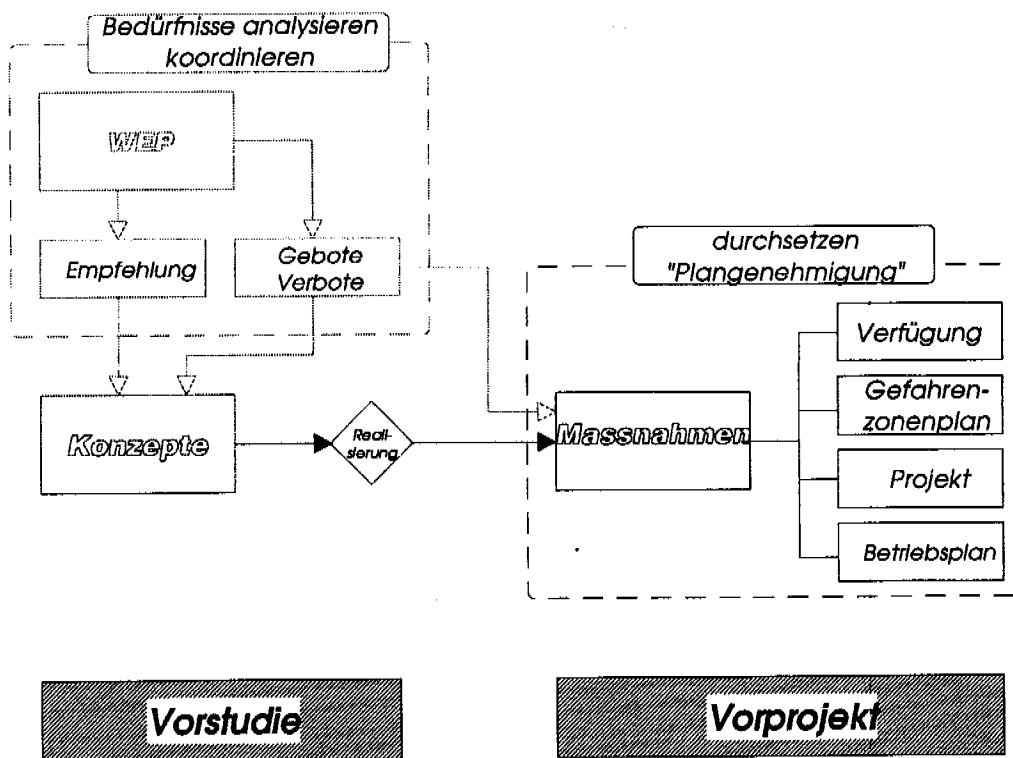 Bedürfnisse analysieren
koordinieren
WEP
Empfehlung
Gebote
Verbote
durchsetzen
"Plangenehmigung"
Verfügung
Gefahren-
zonenplan
Konzepte
Reali-
sierung
Massnahmen
Projekt
Betriebsplan
Vorstudie
Vorprojekt